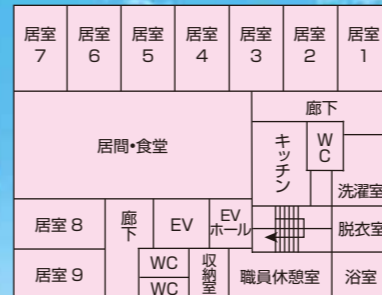 居室
7
居室
6
居室
5
居室
4
居室
3
居室
2
居室
1
居間・食堂
廊下
キッチン
WC
洗濯室
居室8
廊下
EV
EV
ホール
脱衣室
居室9
WC
WC
収納室
職員休憩室
浴室